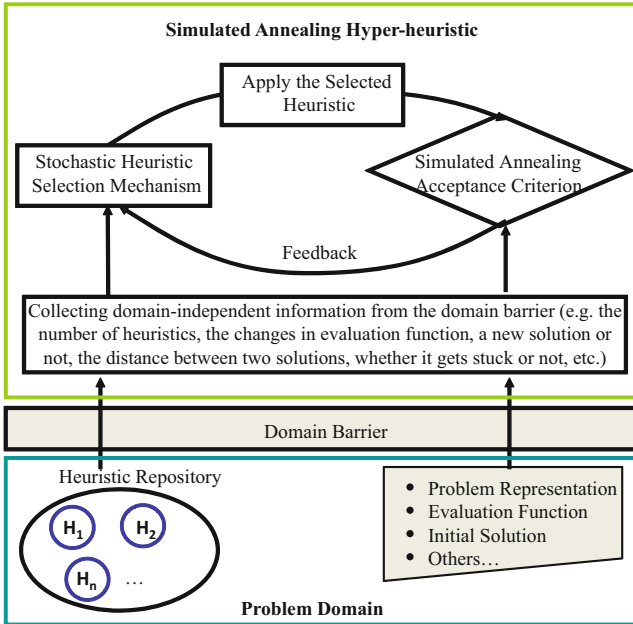 Simulated Annealing Hyper-heuristic
Apply the Selected
Heuristic
Stochastic Heuristic
Selection Mechanism
Simulated Annealing
Acceptance Criterion
Feedback
Collecting domain-independent information from the domain barrier (e.g. the
number of heuristics, the changes in evaluation function, a new solution or
not, the distance between two solutions, whether it gets stuck or not, etc.)
Domain Barrier
Heuristic Repository
H1
H2
Hn
...
• Problem Representation
• Evaluation Function
• Initial Solution
• Others…
Problem Domain